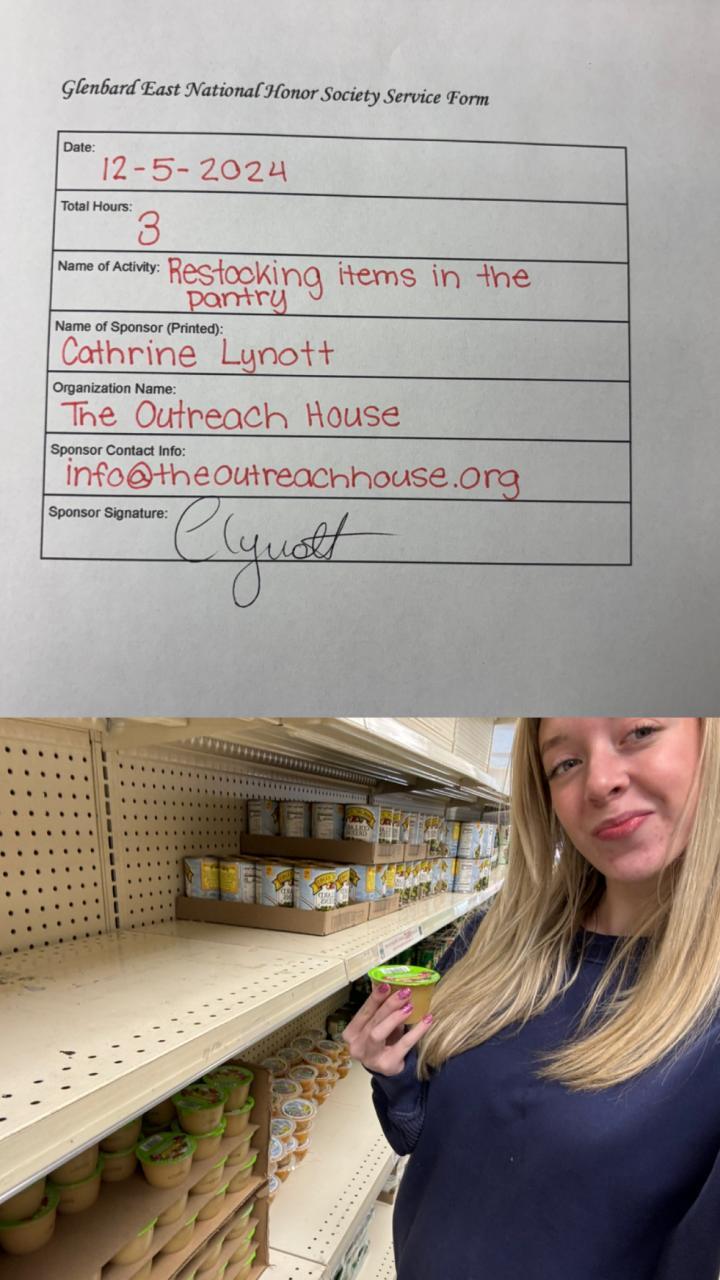 Glenbard East National Honor Society Service Form
Date:
12-5-2024
Total Hours:
3
Name of Activity: Restocking items in the
pantry
Name of Sponsor (Printed):
Cathrine Lynott
Organization Name:
The Outreach House
Sponsor Contact Info:
info@theoutreachhouse.org
Sponsor Signature: Clynott